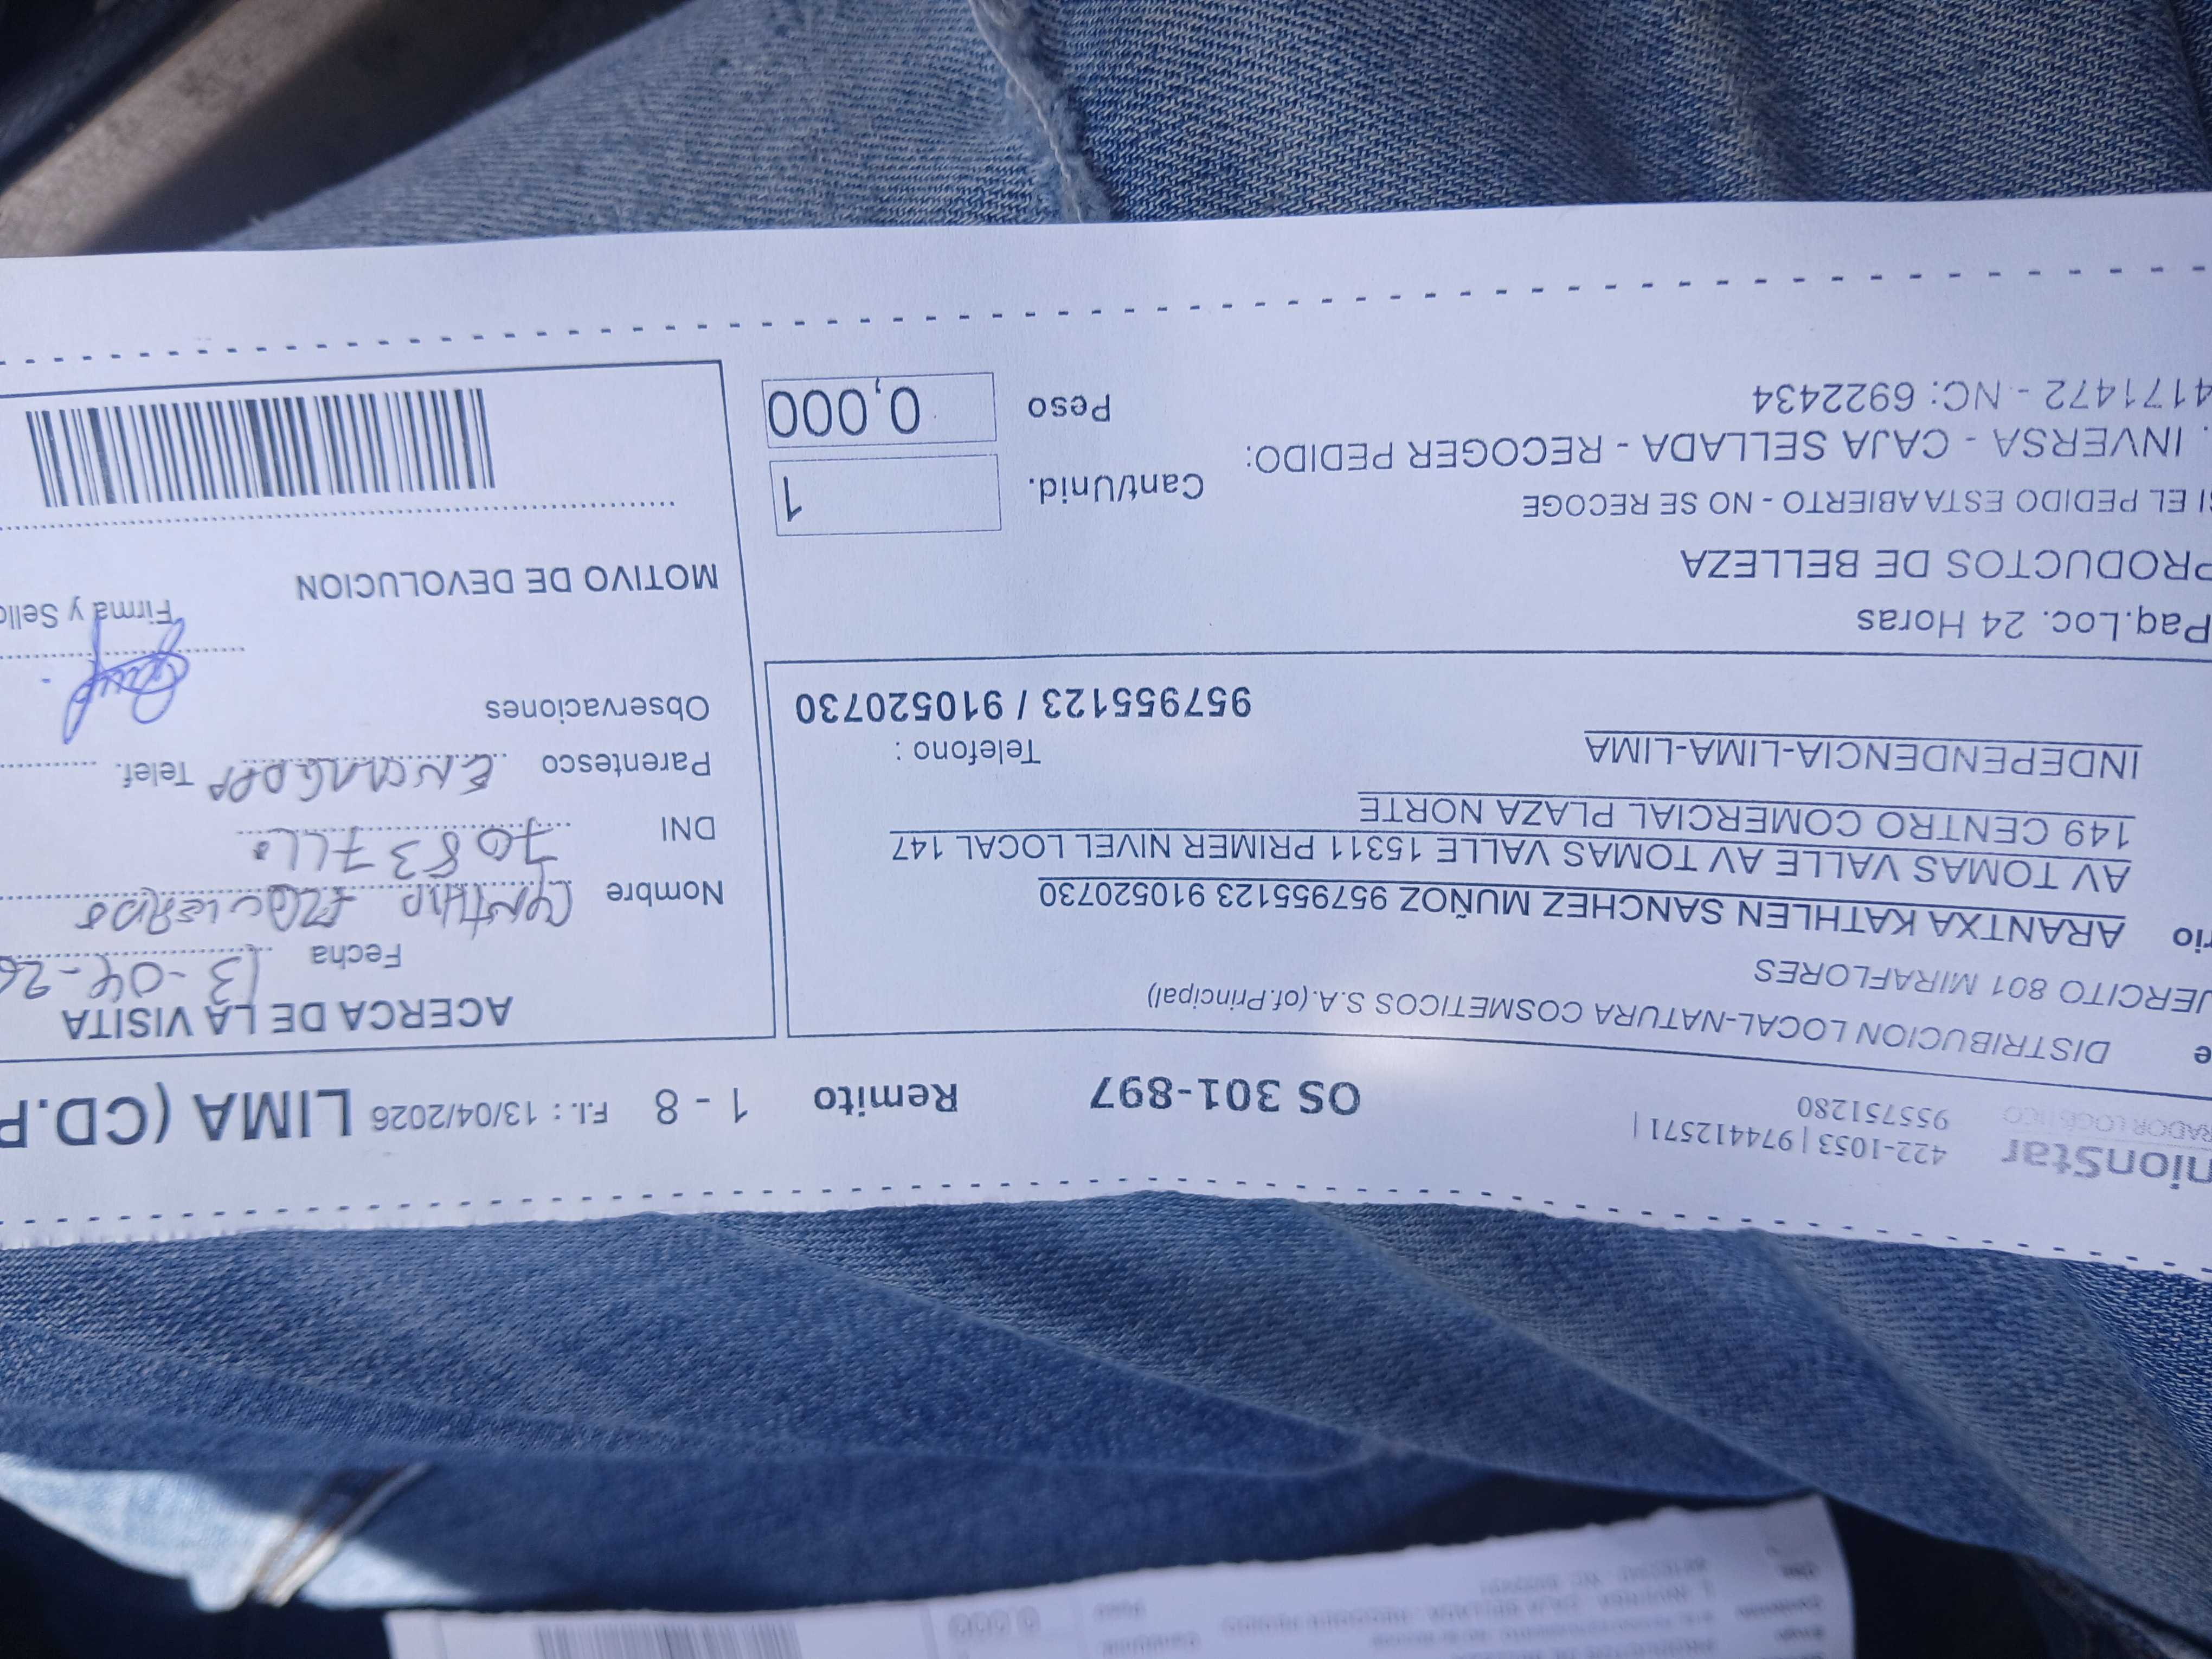 nionStar
RADOR LOGÍSTICO
422-1053 | 974412571 |
955751280
OS 301-897
Remito
1 - 8
F.I. : 13/04/2026
LIMA (CD.P
e DISTRIBUCION LOCAL-NATURA COSMETICOS S.A.(of.Principal)
JERCITO 801 MIRAFLORES
rio ARANTXA KATHLEN SANCHEZ MUÑOZ 957955123 910520730
AV TOMAS VALLE AV TOMAS VALLE 15311 PRIMER NIVEL LOCAL 147
149 CENTRO COMERCIAL PLAZA NORTE
INDEPENDENCIA-LIMA-LIMA
Telefono :
957955123 / 910520730
Paq.Loc. 24 Horas
PRODUCTOS DE BELLEZA
SI EL PEDIDO ESTA ABIERTO - NO SE RECOGE
. INVERSA - CAJA SELLADA - RECOGER PEDIDO:
4171472 - NC: 6922434
Cant/Unid. 1
Peso 0,000
ACERCA DE LA VISITA
Fecha 13-04-26
Nombre
DNI
Parentesco Telef.
Observaciones
Firma y Sello
MOTIVO DE DEVOLUCION